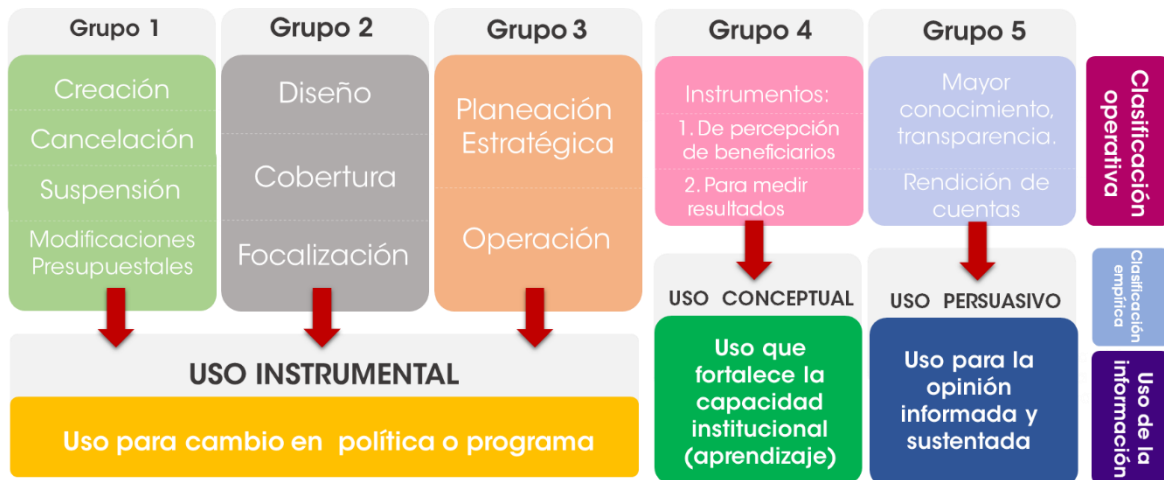 Grupo 1
Creación
Cancelación
Suspensión
Modificaciones
Presupuestales
Grupo 2
Diseño
Cobertura
Focalización
Grupo 3
Planeación
Estratégica
Operación
USO INSTRUMENTAL
Uso para cambio en política o programa
Grupo 4
Instrumentos:
1. De percepción
de beneficiarios
2. Para medir
resultados
USO CONCEPTUAL
Uso que
fortalece la
capacidad
institucional
(aprendizaje)
Grupo 5
Mayor
conocimiento,
transparencia.
Rendición de
cuentas
USO PERSUASIVO
Uso para la
opinión
informada y
sustentada
Clasificación
operativa
Clasificación
empírica
Uso de la
información